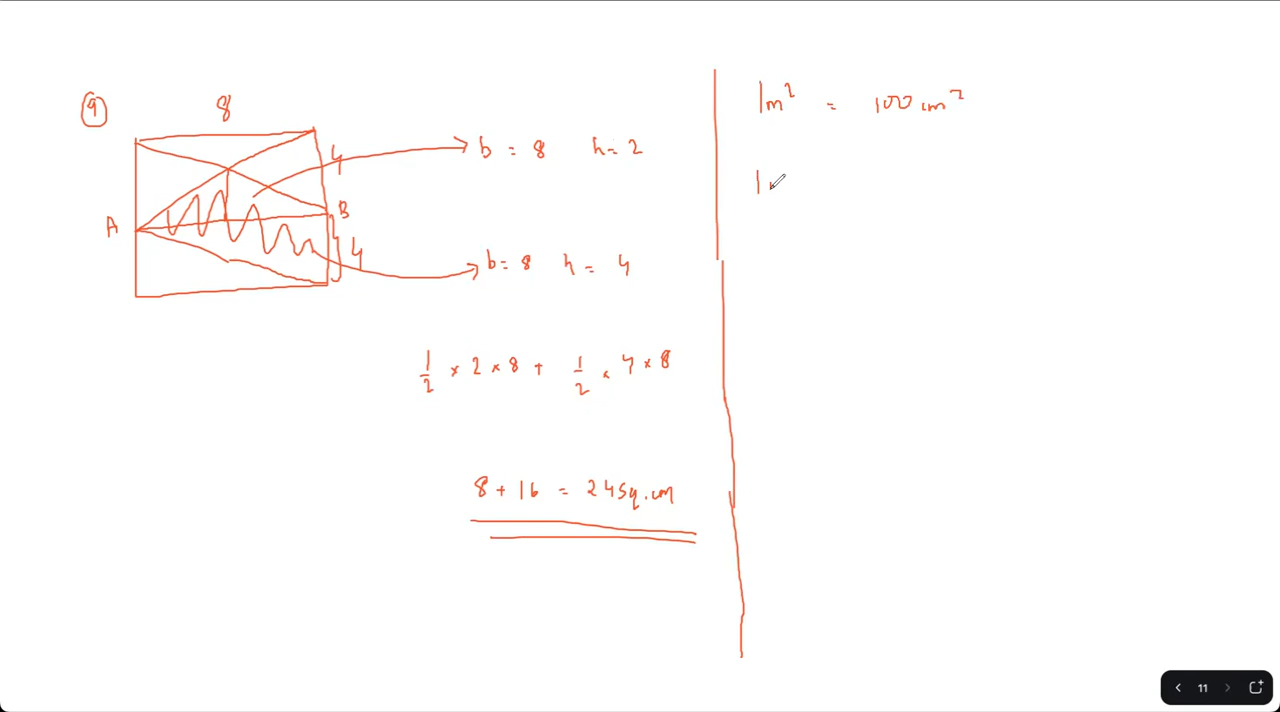 9
8
4
A
B
4
b = 8 h = 2
b = 8 h = 4
1/2 × 2 × 8 + 1/2 × 4 × 8
8 + 16 = 24 sq.cm
1m² = 100 cm²
1
11